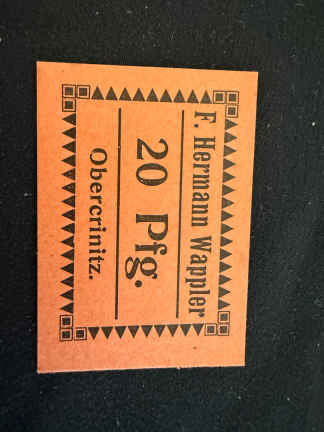 F. Hermann Wappler
20 Pfg.
Obercrinitz.